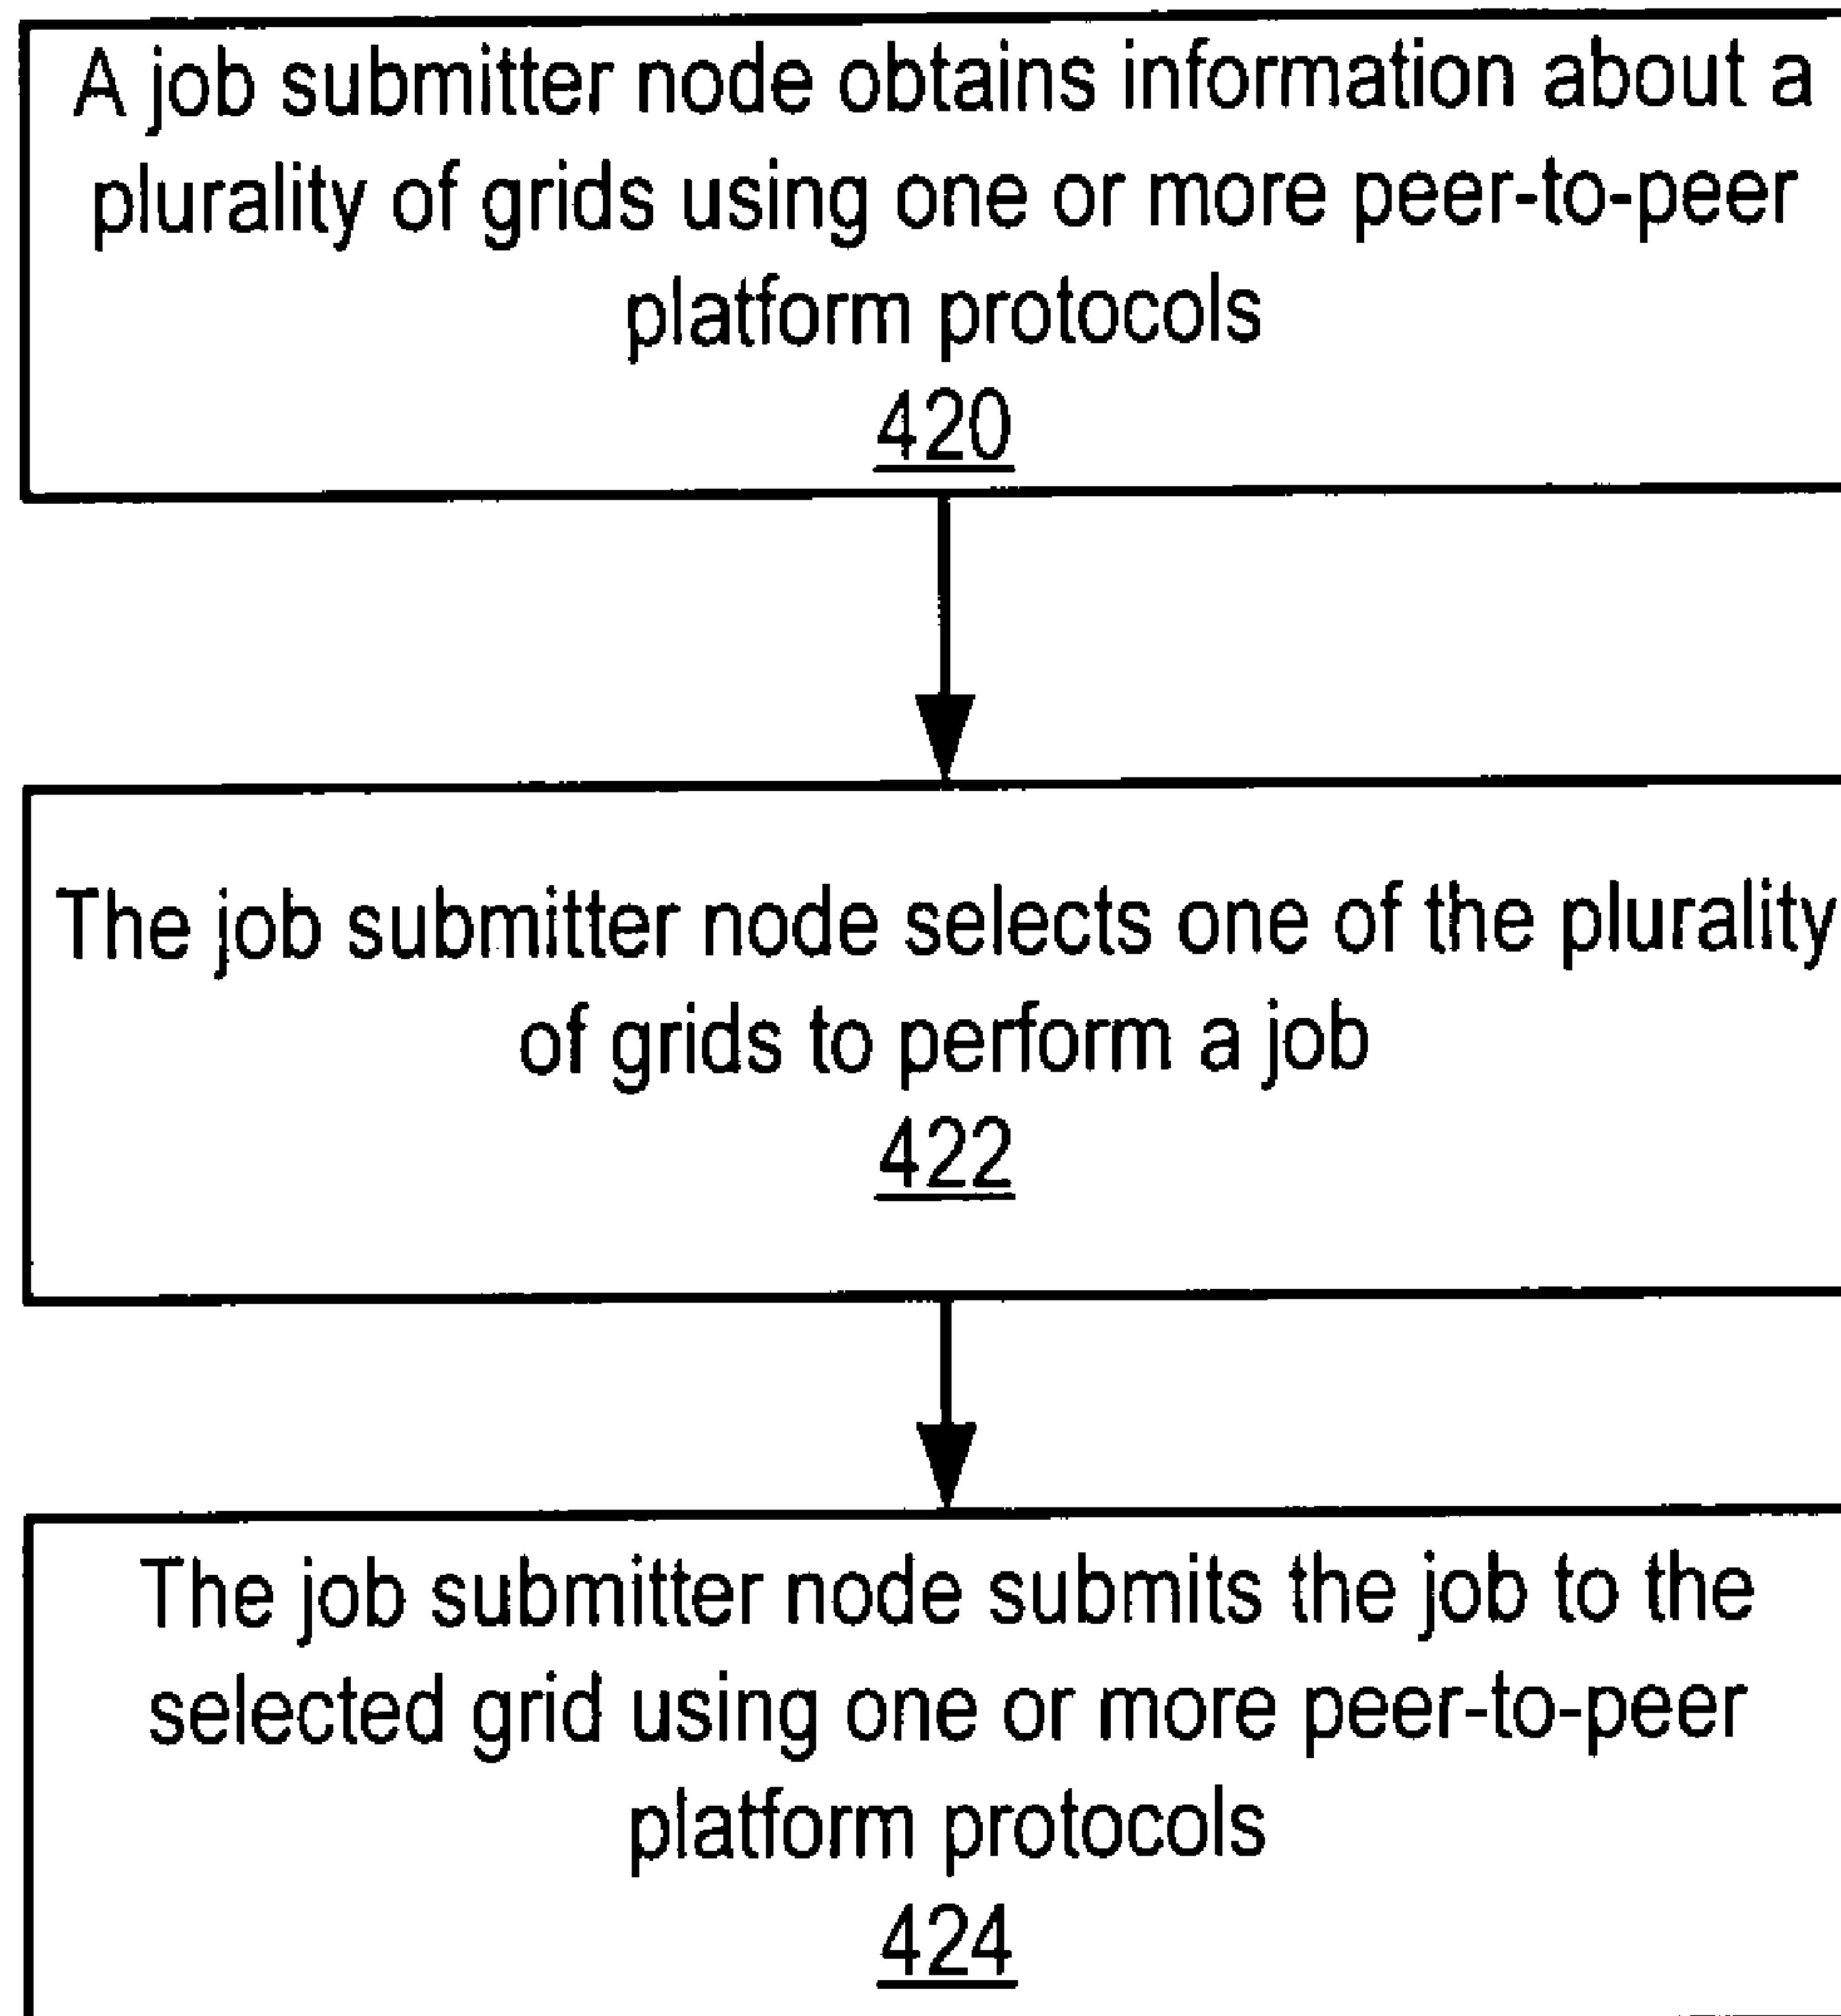 A job submitter node obtains information about a
plurality of grids using one or more peer-to-peer
platform protocols
420
The job submitter node selects one of the plurality
of grids to perform a job
422
The job submitter node submits the job to the
selected grid using one or more peer-to-peer
platform protocols
424